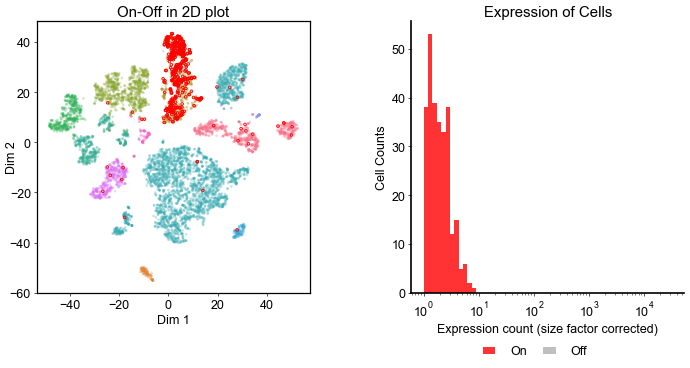 On-Off in 2D plot
Dim 2
40
20
0
−20
−40
−60
−40
−20
0
20
40
Dim 1
Expression of Cells
Cell Counts
50
40
30
20
10
0
10⁰
10¹
10²
10³
10⁴
Expression count (size factor corrected)
On
Off